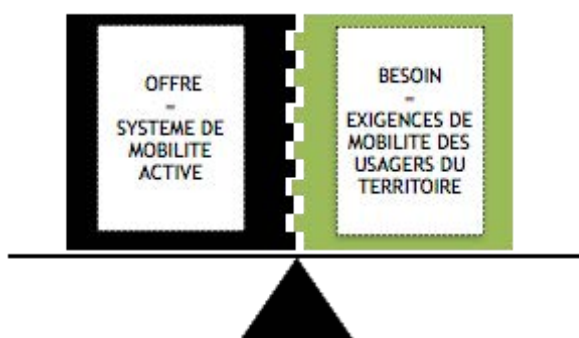 OFFRE
–
SYSTEME DE
MOBILITE
ACTIVE
BESOIN
–
EXIGENCES DE
MOBILITE DES
USAGERS DU
TERRITOIRE